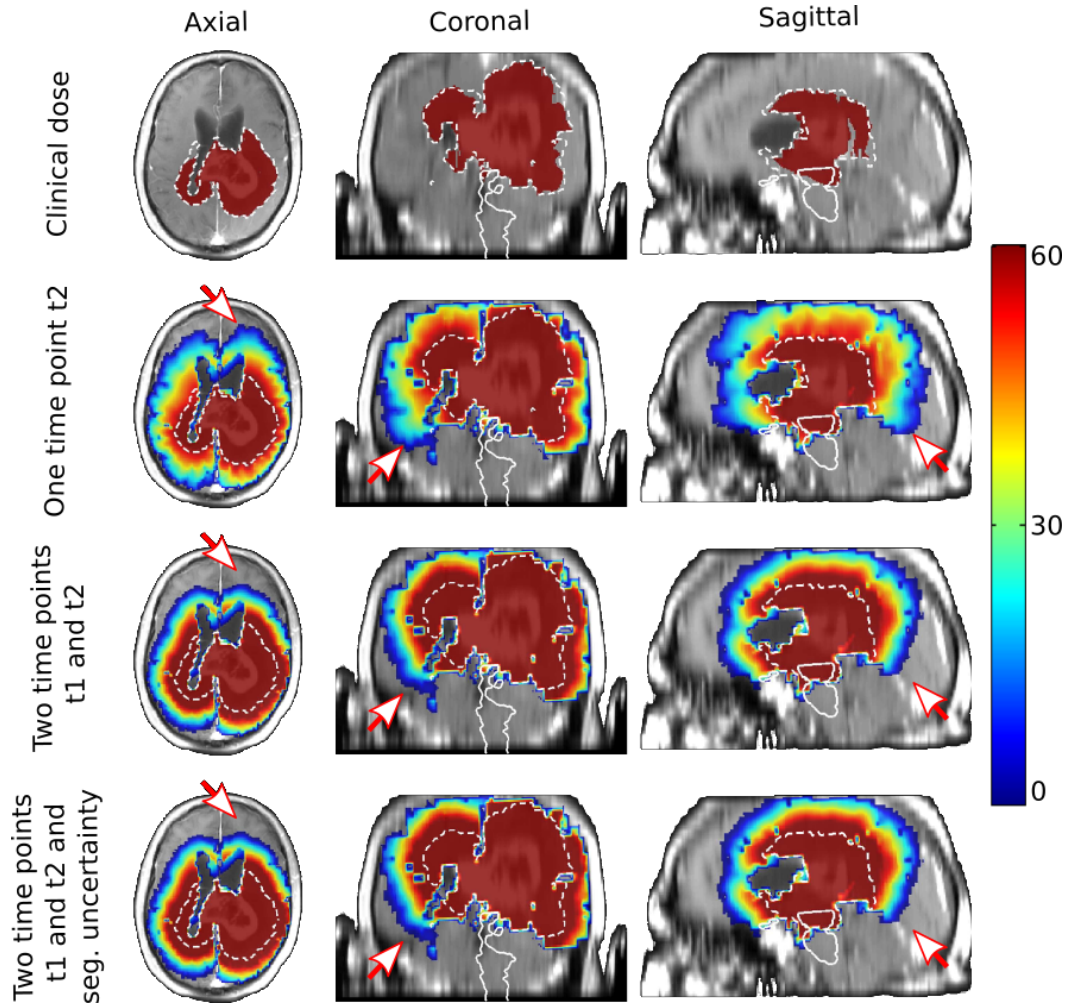 Axial
Coronal
Sagittal
Clinical dose
One time point t2
Two time points
t1 and t2
Two time points
t1 and t2 and
seg. uncertainty
60
30
0